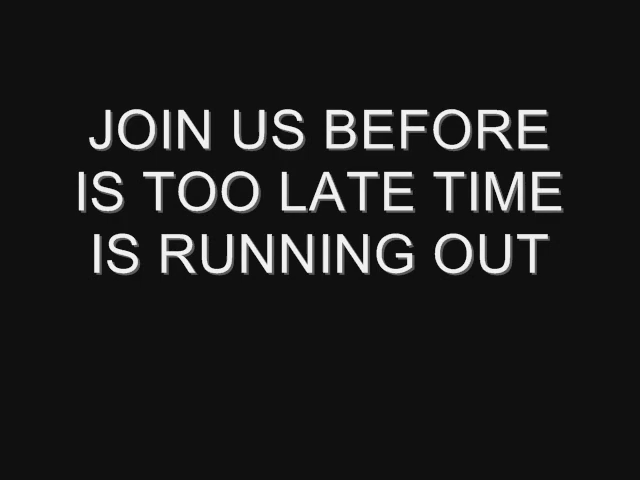 JOIN US BEFORE
IS TOO LATE TIME
IS RUNNING OUT